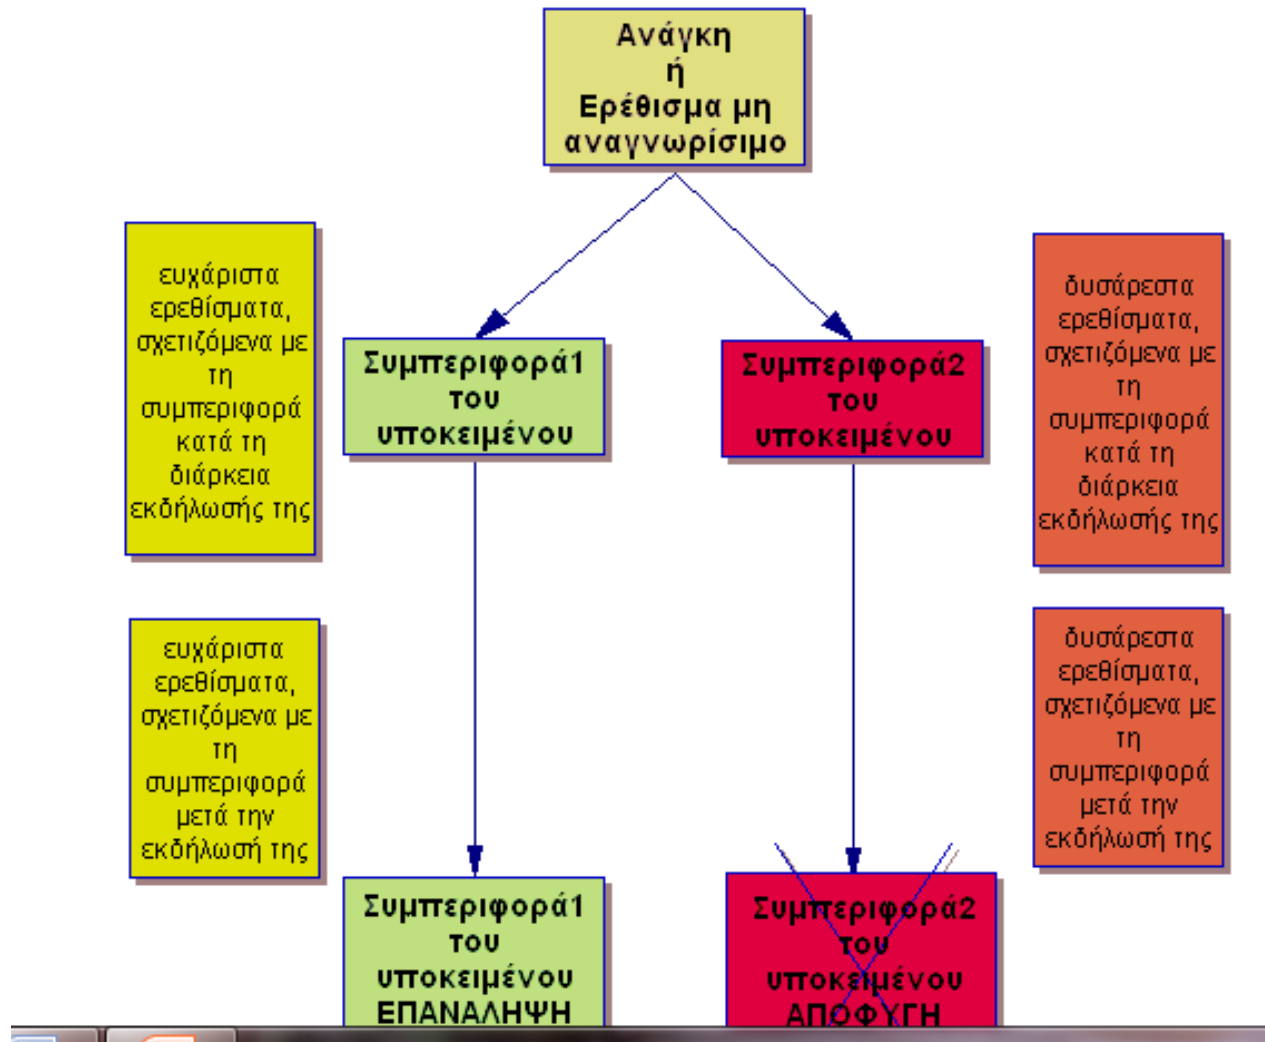 Ανάγκη
ή
Ερέθισμα μη
αναγνωρίσιμο
ευχάριστα
ερεθίσματα,
σχετιζόμενα με
τη
συμπεριφορά
κατά τη
διάρκεια
εκδήλωσής της
Συμπεριφορά1
του
υποκειμένου
Συμπεριφορά2
του
υποκειμένου
δυσάρεστα
ερεθίσματα,
σχετιζόμενα με
τη
συμπεριφορά
κατά τη
διάρκεια
εκδήλωσής της
ευχάριστα
ερεθίσματα,
σχετιζόμενα με
τη
συμπεριφορά
μετά την
εκδήλωσή της
δυσάρεστα
ερεθίσματα,
σχετιζόμενα με
τη
συμπεριφορά
μετά την
εκδήλωσή της
Συμπεριφορά1
του
υποκειμένου
ΕΠΑΝΑΛΗΨΗ
Συμπεριφορά2
του
υποκειμένου
ΑΠΟΦΥΓΗ